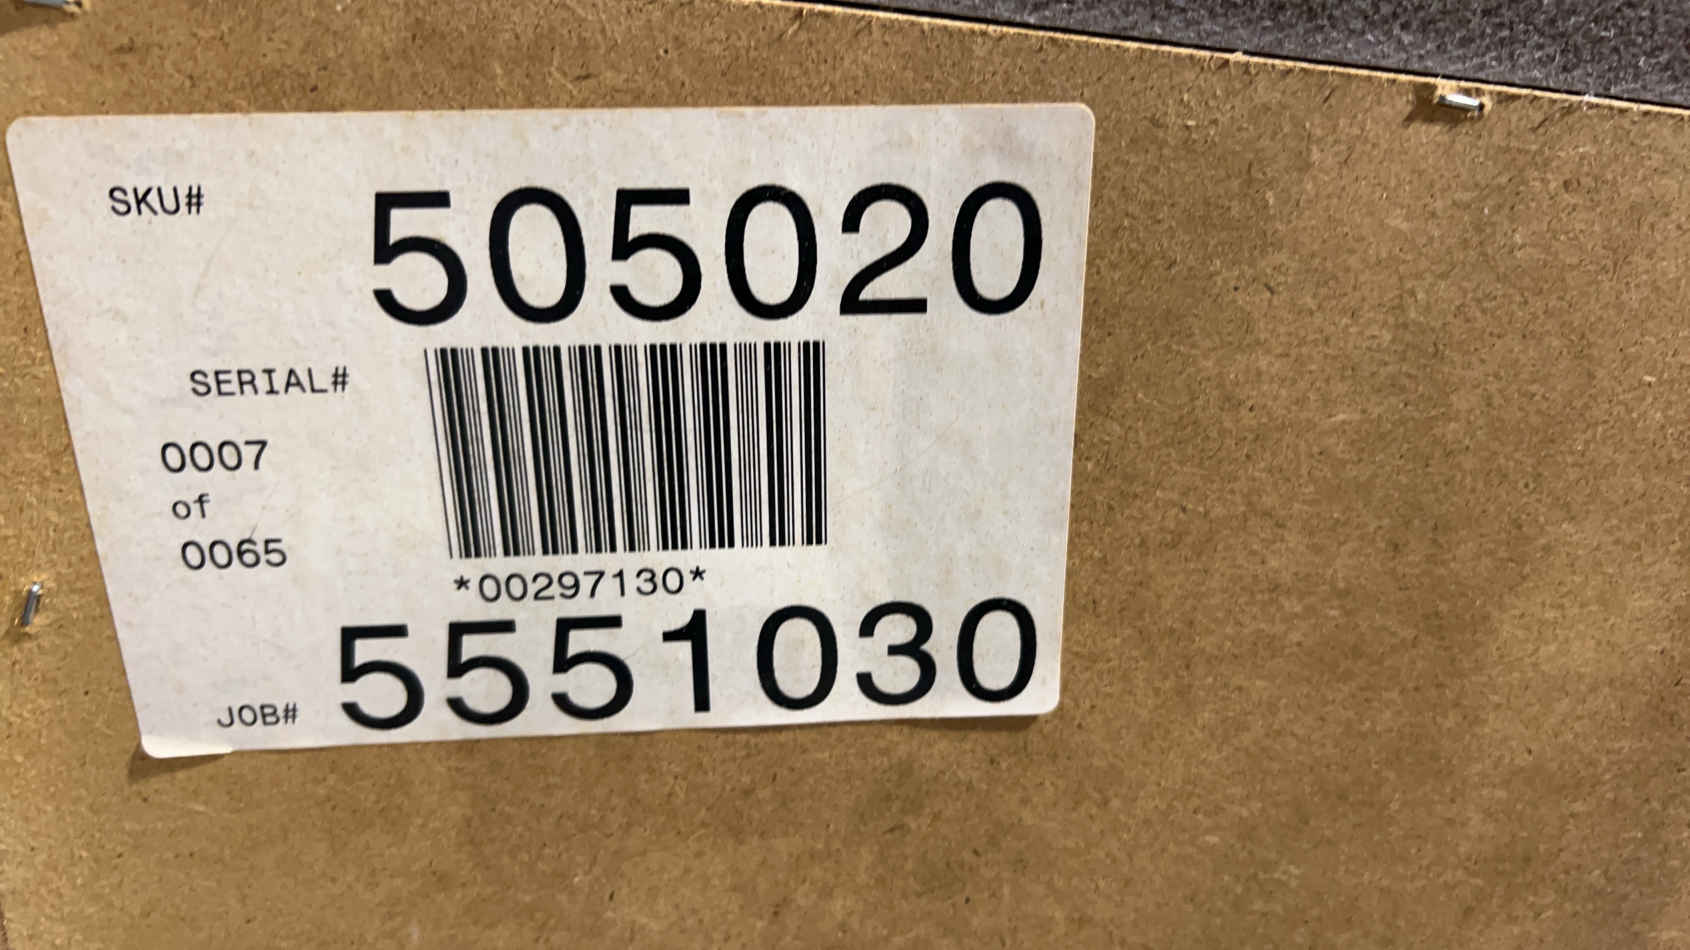 SKU# 505020
SERIAL#
0007
of
0065
*00297130*
JOB# 5551030